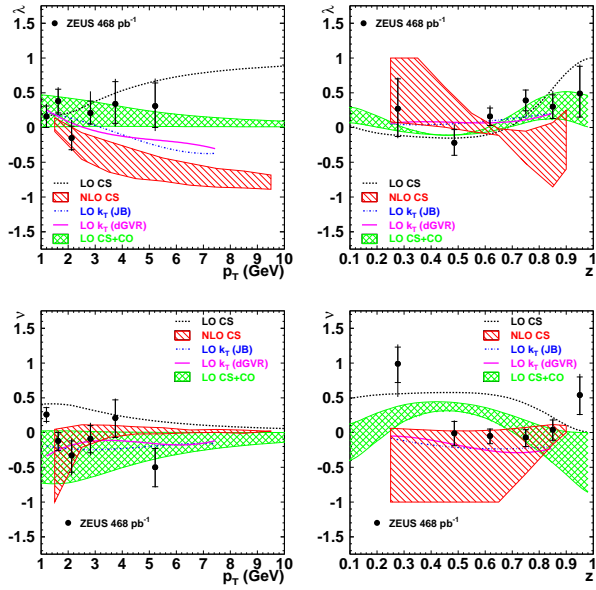 λ
ZEUS 468 pb⁻¹
1.5
1
0.5
0
-0.5
-1
-1.5
LO CS
NLO CS
LO k_T (JB)
LO k_T (dGVR)
LO CS+CO
1 2 3 4 5 6 7 8 9 10
p_T (GeV)
λ
ZEUS 468 pb⁻¹
1.5
1
0.5
0
-0.5
-1
-1.5
LO CS
NLO CS
LO k_T (JB)
LO k_T (dGVR)
LO CS+CO
0.1 0.2 0.3 0.4 0.5 0.6 0.7 0.8 0.9 1
z
ν
1.5
1
0.5
0
-0.5
-1
-1.5
LO CS
NLO CS
LO k_T (JB)
LO k_T (dGVR)
LO CS+CO
ZEUS 468 pb⁻¹
1 2 3 4 5 6 7 8 9 10
p_T (GeV)
ν
1.5
1
0.5
0
-0.5
-1
-1.5
LO CS
NLO CS
LO k_T (JB)
LO k_T (dGVR)
LO CS+CO
ZEUS 468 pb⁻¹
0.1 0.2 0.3 0.4 0.5 0.6 0.7 0.8 0.9 1
z